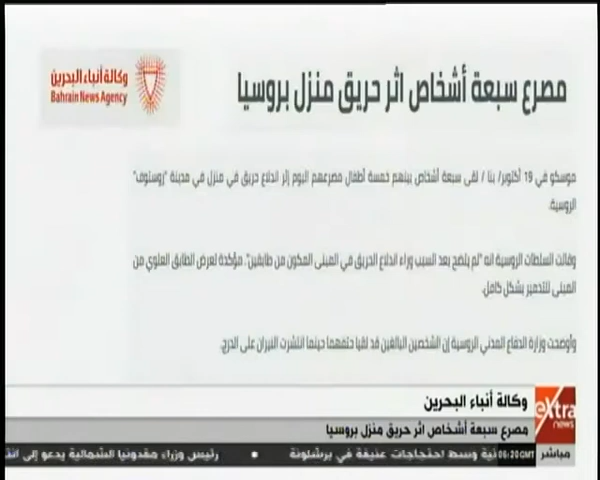 وكالة أنباء البحرين
Bahrain News Agency
مصرع سبعة أشخاص اثر حريق منزل بروسيا
موسكو في 19 أكتوبر/ بنا / لقى سبعة أشخاص بينهم خمسة أطفال مصرعهم اليوم إثر اندلاع حريق في منزل في مدينة "روستوف"
الروسية.
وقالت السلطات الروسية انه "لم يتضح بعد السبب وراء اندلاع الحريق في المبنى المكون من طابقين". مؤكدة تعرض الطابق العلوي من
المبنى للتدمير بشكل كامل.
وأوضحت وزارة الدفاع المدني الروسية إن الشخصين البالغين قد لقيا حتفهما حينما انتشرت النيران على الدرج.
وكالة أنباء البحرين
extra
news
مصرع سبعة أشخاص اثر حريق منزل بروسيا
مباشر
06:20GMT
وسط احتجاجات عنيفة في برشلونة ▪ رئيس وزراء مقدونيا الشمالية يدعو إلى